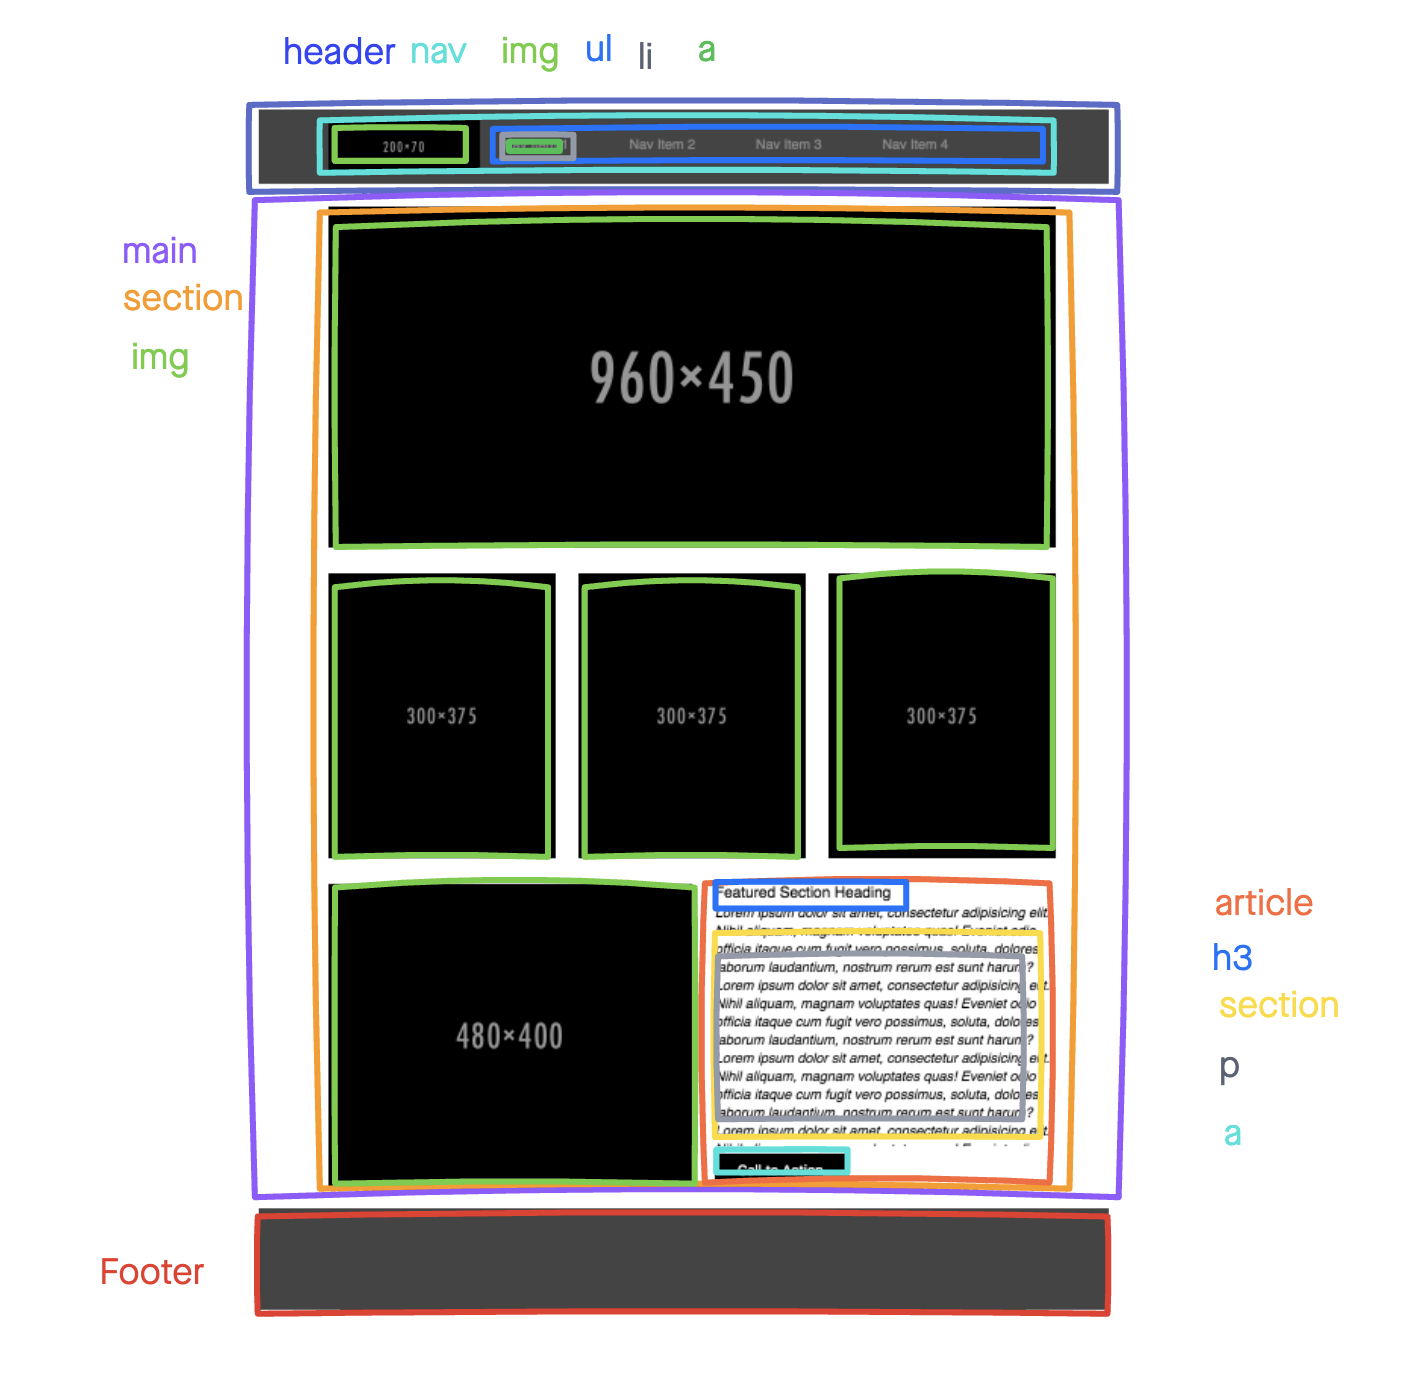 header nav img ul li a
200×70
Nav Item 2 Nav Item 3 Nav Item 4
main
section
img
960×450
300×375 300×375 300×375
480×400
Featured Section Heading
Lorem ipsum dolor sit amet, consectetur adipisicing elit.
Nihil aliquam, magnam voluptates quas! Eveniet odio
officia itaque cum fugit vero possimus, soluta, dolores
laborum laudantium, nostrum rerum est sunt harum?
Lorem ipsum dolor sit amet, consectetur adipisicing elit.
Nihil aliquam, magnam voluptates quas! Eveniet odio
officia itaque cum fugit vero possimus, soluta, dolores
laborum laudantium, nostrum rerum est sunt harum?
Lorem ipsum dolor sit amet, consectetur adipisicing elit.
Nihil aliquam, magnam voluptates quas! Eveniet odio
officia itaque cum fugit vero possimus, soluta, dolores
laborum laudantium, nostrum rerum est sunt harum?
Lorem ipsum dolor sit amet, consectetur adipisicing elit.
Call to Action
article
h3
section
p
a
Footer